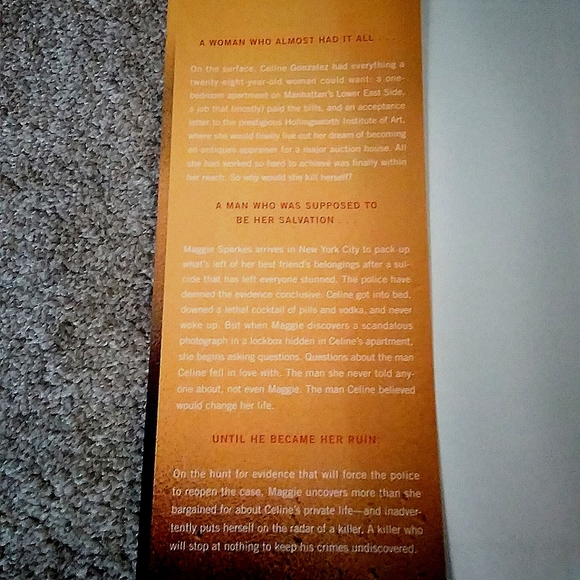 A WOMAN WHO ALMOST HAD IT ALL . . .
On the surface, Celine Gonzalez had everything a
twenty-eight-year-old woman could want: a one-
bedroom apartment on Manhattan's Lower East Side,
a job that (mostly) paid the bills, and an acceptance
letter to the prestigious Hollingsworth Institute of Art,
where she would finally live out her dream of becoming
an antiques appraiser for a major auction house. All
she had worked so hard to achieve was finally within
her reach. So why would she kill herself?
A MAN WHO WAS SUPPOSED TO
BE HER SALVATION . . .
Maggie Sparkes arrives in New York City to pack up
what's left of her best friend's belongings after a sui-
cide that has left everyone stunned. The police have
deemed the evidence conclusive. Celine got into bed,
downed a lethal cocktail of pills and vodka, and never
woke up. But when Maggie discovers a scandalous
photograph in a lockbox hidden in Celine's apartment,
she begins asking questions. Questions about the man
Celine fell in love with. The man she never told any-
one about, not even Maggie. The man Celine believed
would change her life.
UNTIL HE BECAME HER RUIN.
On the hunt for evidence that will force the police
to reopen the case, Maggie uncovers more than she
bargained for about Celine's private life—and inadver-
tently puts herself on the radar of a killer. A killer who
will stop at nothing to keep his crimes undiscovered.